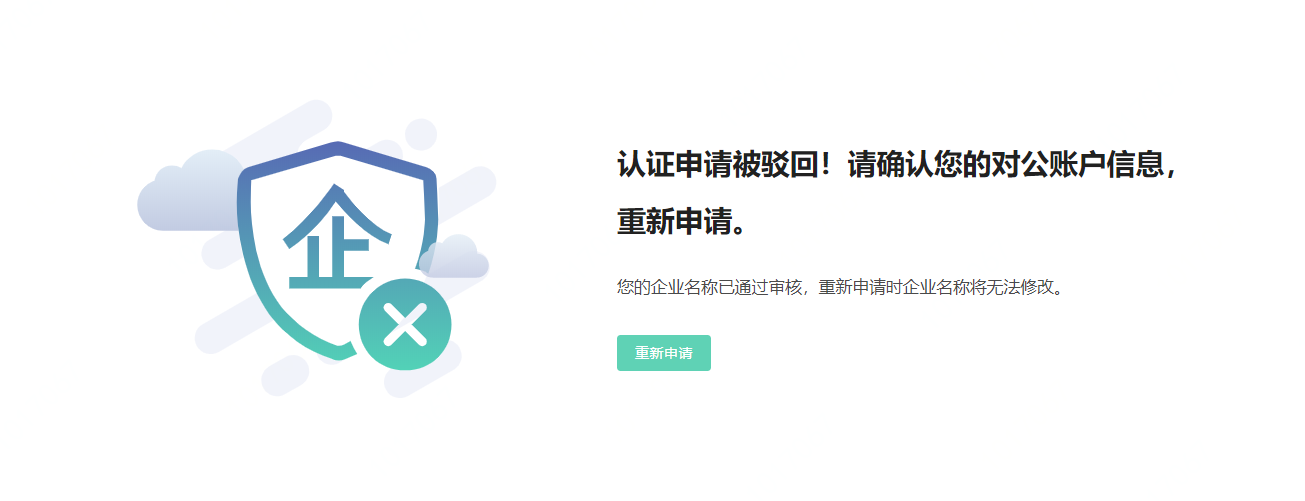 企
认证申请被驳回！请确认您的对公账户信息，
重新申请。
您的企业名称已通过审核，重新申请时企业名称将无法修改。
重新申请